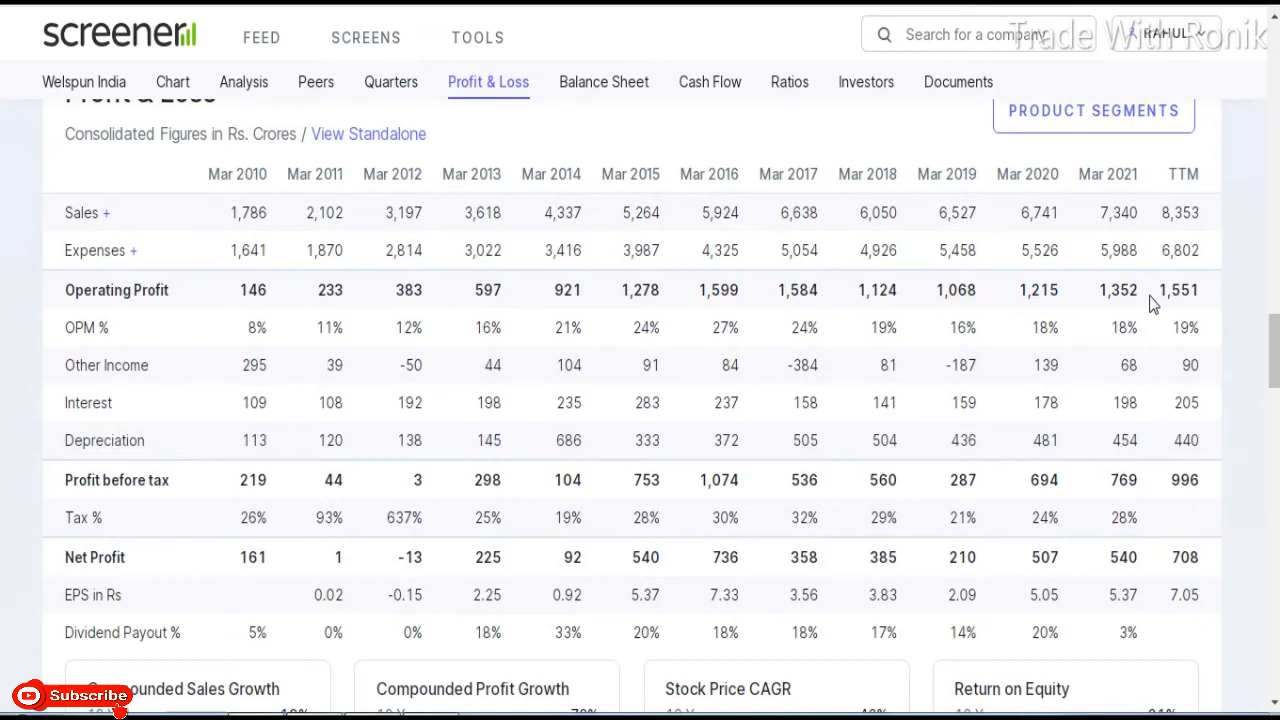 screener
FEED SCREENS TOOLS
Search for a company
RAHUL
Trade With Ronik
Welspun India Chart Analysis Peers Quarters Profit & Loss Balance Sheet Cash Flow Ratios Investors Documents
Profit & Loss
PRODUCT SEGMENTS
Consolidated Figures in Rs. Crores / View Standalone
Mar 2010 Mar 2011 Mar 2012 Mar 2013 Mar 2014 Mar 2015 Mar 2016 Mar 2017 Mar 2018 Mar 2019 Mar 2020 Mar 2021 TTM
Sales + 1,786 2,102 3,197 3,618 4,337 5,264 5,924 6,638 6,050 6,527 6,741 7,340 8,353
Expenses + 1,641 1,870 2,814 3,022 3,416 3,987 4,325 5,054 4,926 5,458 5,526 5,988 6,802
Operating Profit 146 233 383 597 921 1,278 1,599 1,584 1,124 1,068 1,215 1,352 1,551
OPM % 8% 11% 12% 16% 21% 24% 27% 24% 19% 16% 18% 18% 19%
Other Income 295 39 -50 44 104 91 84 -384 81 -187 139 68 90
Interest 109 108 192 198 235 283 237 158 141 159 178 198 205
Depreciation 113 120 138 145 686 333 372 505 504 436 481 454 440
Profit before tax 219 44 3 298 104 753 1,074 536 560 287 694 769 996
Tax % 26% 93% 637% 25% 19% 28% 30% 32% 29% 21% 24% 28%
Net Profit 161 1 -13 225 92 540 736 358 385 210 507 540 708
EPS in Rs 0.02 -0.15 2.25 0.92 5.37 7.33 3.56 3.83 2.09 5.05 5.37 7.05
Dividend Payout % 5% 0% 0% 18% 33% 20% 18% 18% 17% 14% 20% 3%
Compounded Sales Growth Compounded Profit Growth Stock Price CAGR Return on Equity
Subscribe